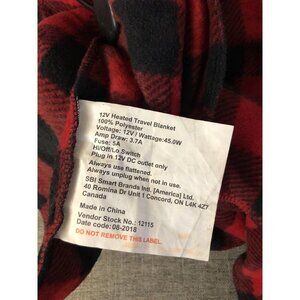 12V Heated Travel Blanket
100% Polyester
Voltage: 12V / Wattage:45.0W
Amp Draw: 3.7A
Fuse: 5A
Hi/Off/Lo Switch
Plug in 12V DC outlet only
Always use flattened.
Always unplug when not in use.
SBI Smart Brands Intl. [America] Ltd.
40 Romina Dr Unit 1 Concord, ON L4K 4Z7
Canada
Made in China
Vendor Stock No.: 12115
Date code:08-2018
DO NOT REMOVE THIS LABEL.